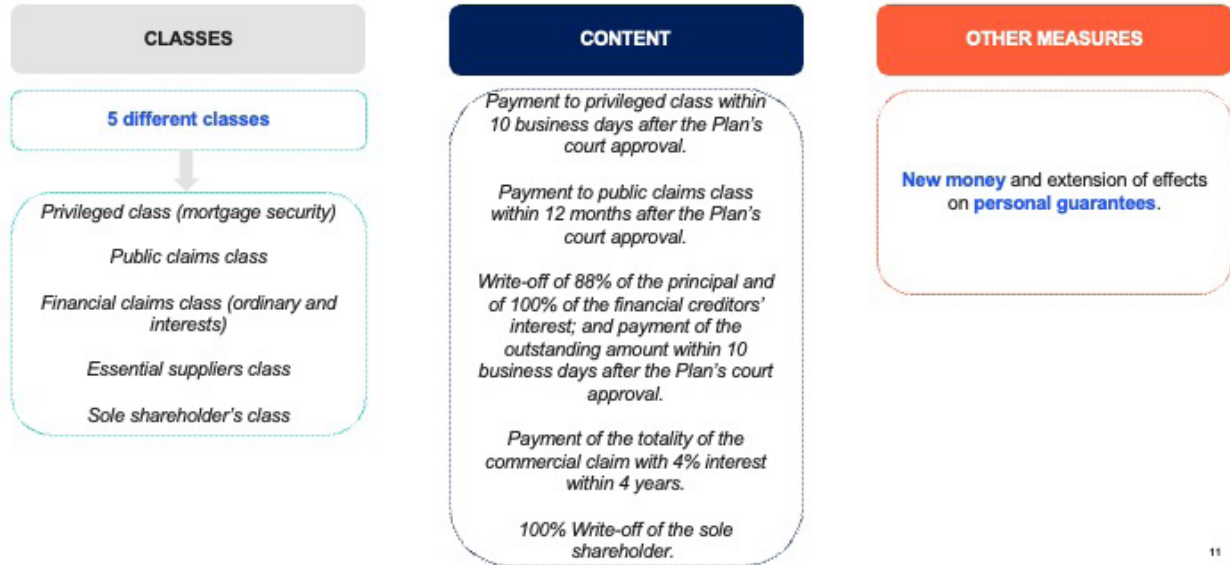 CLASSES
5 different classes
Privileged class (mortgage security)
Public claims class
Financial claims class (ordinary and
interests)
Essential suppliers class
Sole shareholder's class
CONTENT
Payment to privileged class within
10 business days after the Plan's
court approval.
Payment to public claims class
within 12 months after the Plan's
court approval.
Write-off of 88% of the principal and
of 100% of the financial creditors'
interest; and payment of the
outstanding amount within 10
business days after the Plan's court
approval.
Payment of the totality of the
commercial claim with 4% interest
within 4 years.
100% Write-off of the sole
shareholder.
OTHER MEASURES
New money and extension of effects
on personal guarantees.
11